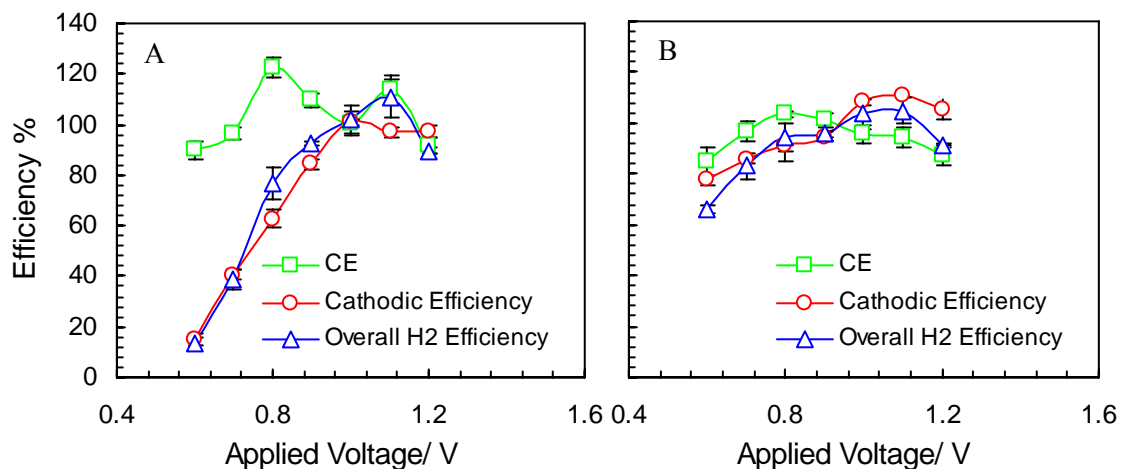 Efficiency %
140
120
100
80
60
40
20
0
A
CE
Cathodic Efficiency
Overall H2 Efficiency
0.4
0.8
1.2
1.6
Applied Voltage/ V
B
CE
Cathodic Efficiency
Overall H2 Efficiency
0.4
0.8
1.2
1.6
Applied Voltage/ V